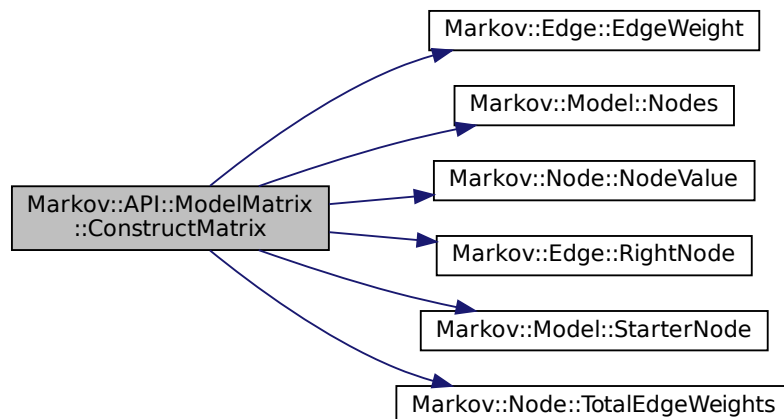 Markov::Edge::EdgeWeight
Markov::Model::Nodes
Markov::Node::NodeValue
Markov::API::ModelMatrix
::ConstructMatrix
Markov::Edge::RightNode
Markov::Model::StarterNode
Markov::Node::TotalEdgeWeights